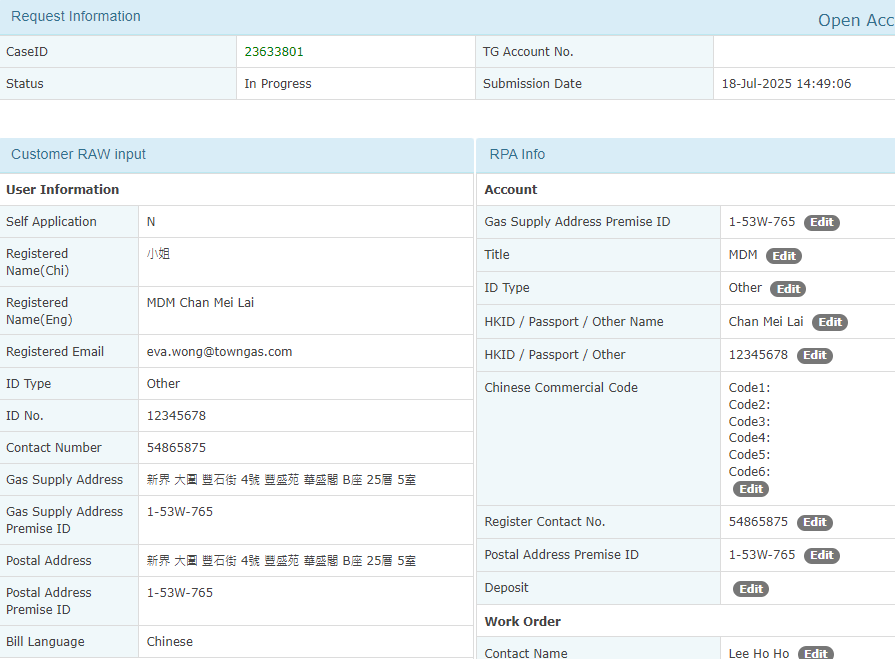 Request Information
Open Acc
CaseID 23633801 TG Account No.
Status In Progress Submission Date 18-Jul-2025 14:49:06
Customer RAW input
User Information
Self Application N
Registered Name(Chi) 小姐
Registered Name(Eng) MDM Chan Mei Lai
Registered Email eva.wong@towngas.com
ID Type Other
ID No. 12345678
Contact Number 54865875
Gas Supply Address 新界 大圍 豐石街 4號 豐盛苑 華盛閣 B座 25層 5室
Gas Supply Address Premise ID 1-53W-765
Postal Address 新界 大圍 豐石街 4號 豐盛苑 華盛閣 B座 25層 5室
Postal Address Premise ID 1-53W-765
Bill Language Chinese
RPA Info
Account
Gas Supply Address Premise ID 1-53W-765 Edit
Title MDM Edit
ID Type Other Edit
HKID / Passport / Other Name Chan Mei Lai Edit
HKID / Passport / Other 12345678 Edit
Chinese Commercial Code Code1:
Code2:
Code3:
Code4:
Code5:
Code6:
Edit
Register Contact No. 54865875 Edit
Postal Address Premise ID 1-53W-765 Edit
Deposit Edit
Work Order
Contact Name Lee Ho Ho Edit